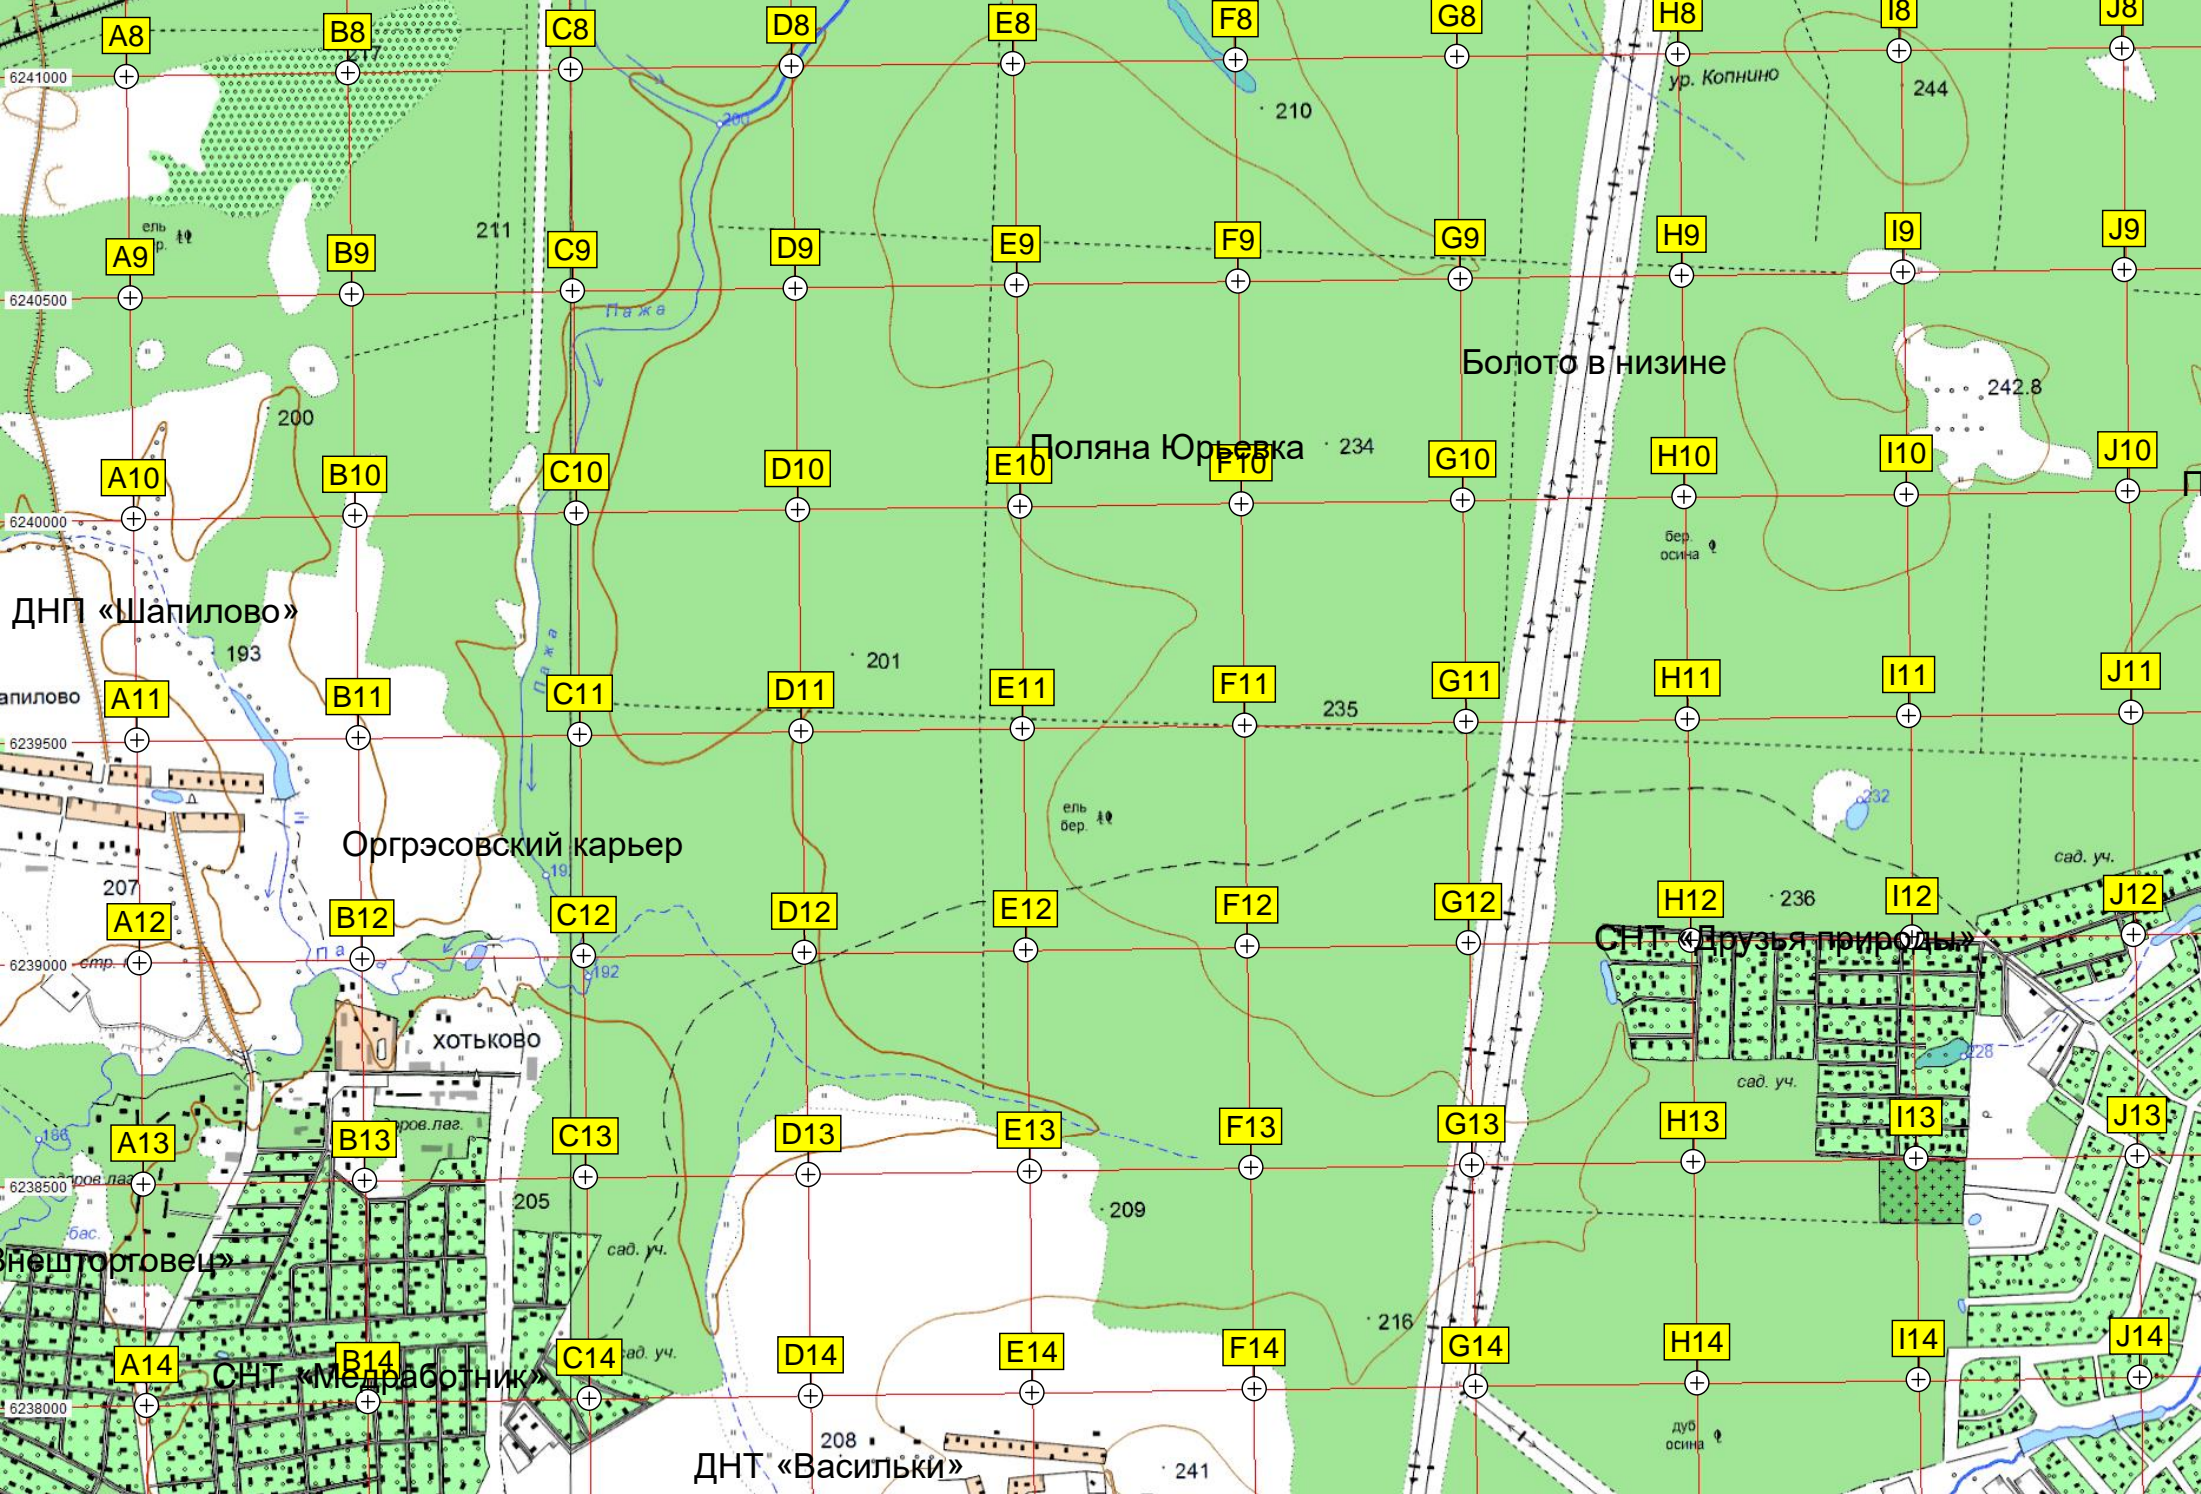 A8
B8
C8
D8
E8
F8
G8
H8
I8
J8
6241000
ур. Копнино
244
210
200
211
ель
A9
B9
C9
D9
E9
F9
G9
H9
I9
J9
6240500
Пажа
Болото в низине
242.8
200
Поляна Юрьевка
234
A10
B10
C10
D10
E10
F10
G10
H10
I10
J10
6240000
бер.
осина
ДНП «Шапилово»
193
Пажа
201
апилово
A11
B11
C11
D11
E11
F11
G11
H11
I11
J11
235
6239500
232
ель
бер.
Оргрэсовский карьер
207
сад. уч.
236
A12
B12
C12
D12
E12
F12
G12
H12
I12
J12
СНТ «Друзья природы»
6239000
стр.
192
хотьково
228
сад. уч.
186
A13
B13
C13
D13
E13
F13
G13
H13
I13
J13
6238500
205
209
бас.
сад. уч.
Внешторговец»
216
A14
B14
C14
D14
E14
F14
G14
H14
I14
J14
сад. уч.
СНТ «Медработник»
6238000
208
дуб
осина
ДНТ «Васильки»
241